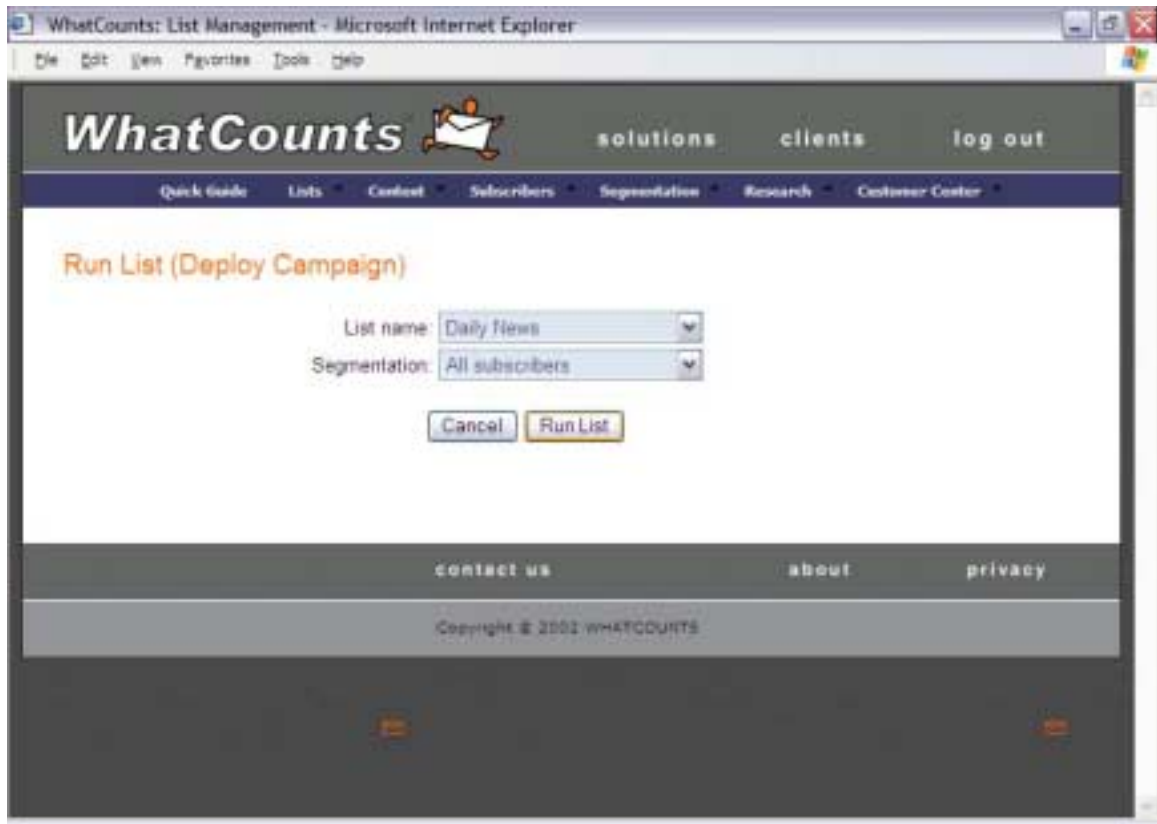 WhatCounts: List Management - Microsoft Internet Explorer
File Edit View Favorites Tools Help
WhatCounts solutions clients log out
Quick Guide Lists Content Subscribers Segmentation Research Customer Center
Run List (Deploy Campaign)
List name: Daily News
Segmentation: All subscribers
Cancel Run List
contact us about privacy
Copyright © 2002 WHATCOUNTS